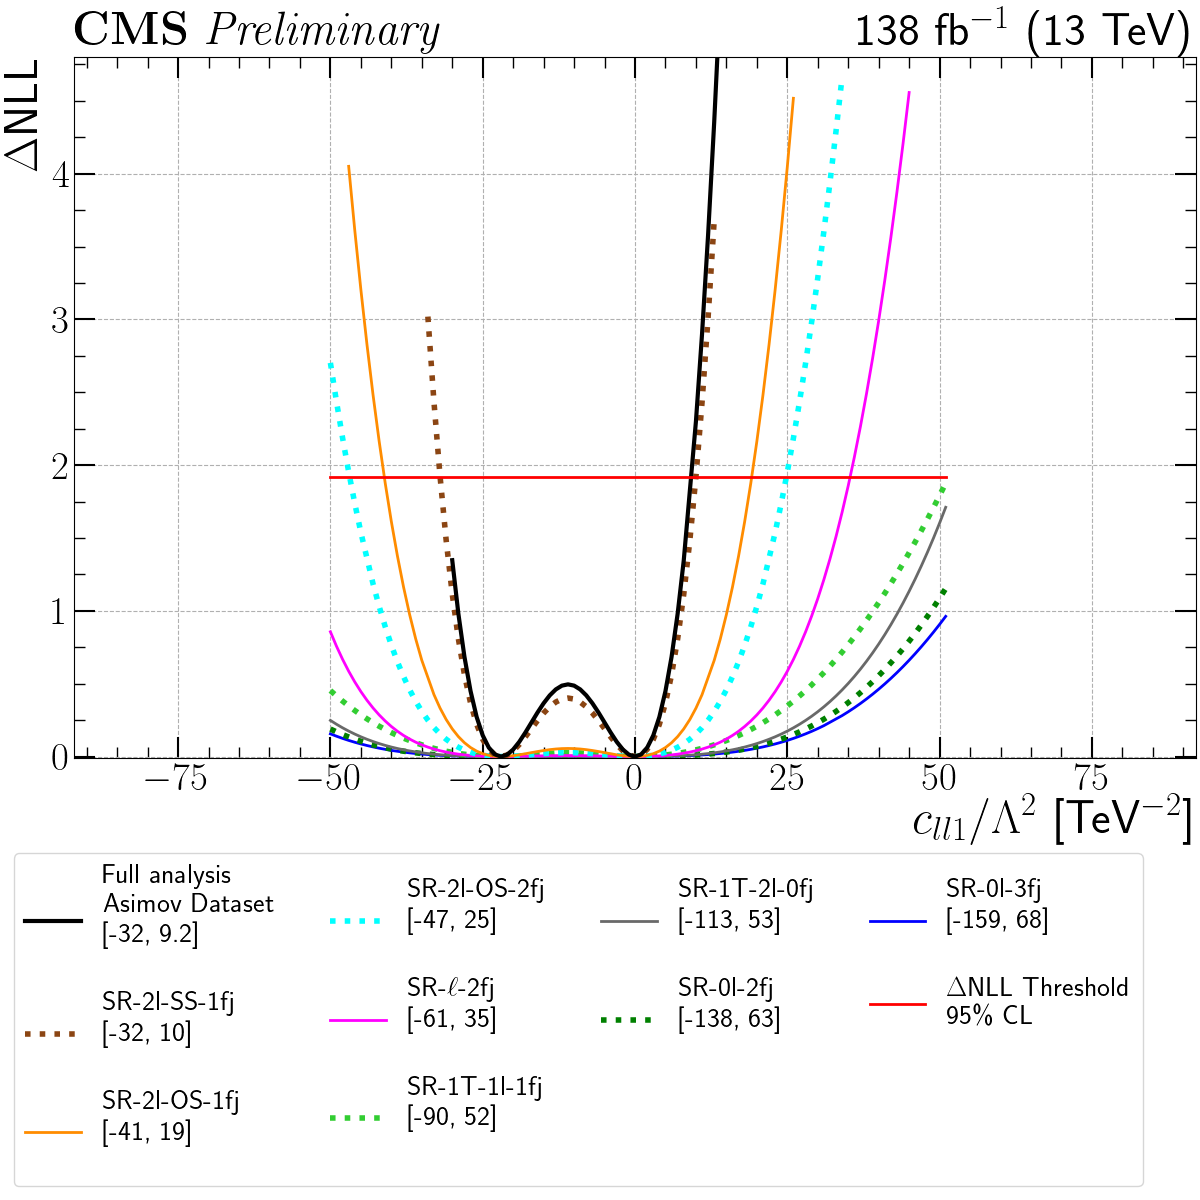 CMS Preliminary
138 fb⁻¹ (13 TeV)
ΔNLL
4
3
2
1
0
−75 −50 −25 0 25 50 75
c_{ll1}/Λ² [TeV⁻²]
Full analysis
Asimov Dataset
[-32, 9.2]
SR-2l-SS-1fj
[-32, 10]
SR-2l-OS-1fj
[-41, 19]
SR-2l-OS-2fj
[-47, 25]
SR-ℓ-2fj
[-61, 35]
SR-1T-1l-1fj
[-90, 52]
SR-1T-2l-0fj
[-113, 53]
SR-0l-2fj
[-138, 63]
SR-0l-3fj
[-159, 68]
ΔNLL Threshold
95% CL